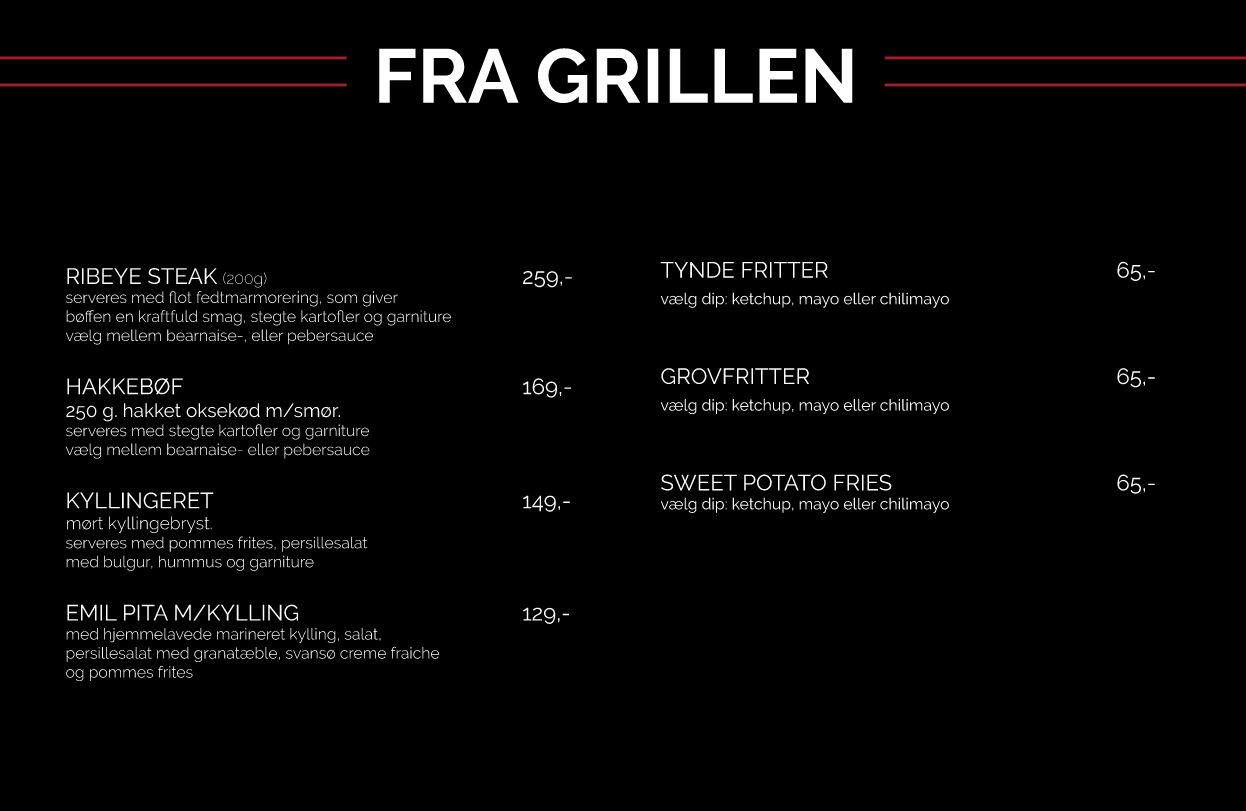 FRA GRILLEN
RIBEYE STEAK (200g) 259,-
serveres med flot fedtmarmorering, som giver
bøffen en kraftfuld smag, stegte kartofler og garniture
vælg mellem bearnaise-, eller pebersauce
HAKKEBØF 169,-
250 g. hakket oksekød m/smør.
serveres med stegte kartofler og garniture
vælg mellem bearnaise- eller pebersauce
KYLLINGERET 149,-
mørt kyllingebryst.
serveres med pommes frites, persillesalat
med bulgur, hummus og garniture
EMIL PITA M/KYLLING 129,-
med hjemmelavede marineret kylling, salat,
persillesalat med granatæble, svansø creme fraiche
og pommes frites
TYNDE FRITTER 65,-
vælg dip: ketchup, mayo eller chilimayo
GROVFRITTER 65,-
vælg dip: ketchup, mayo eller chilimayo
SWEET POTATO FRIES 65,-
vælg dip: ketchup, mayo eller chilimayo